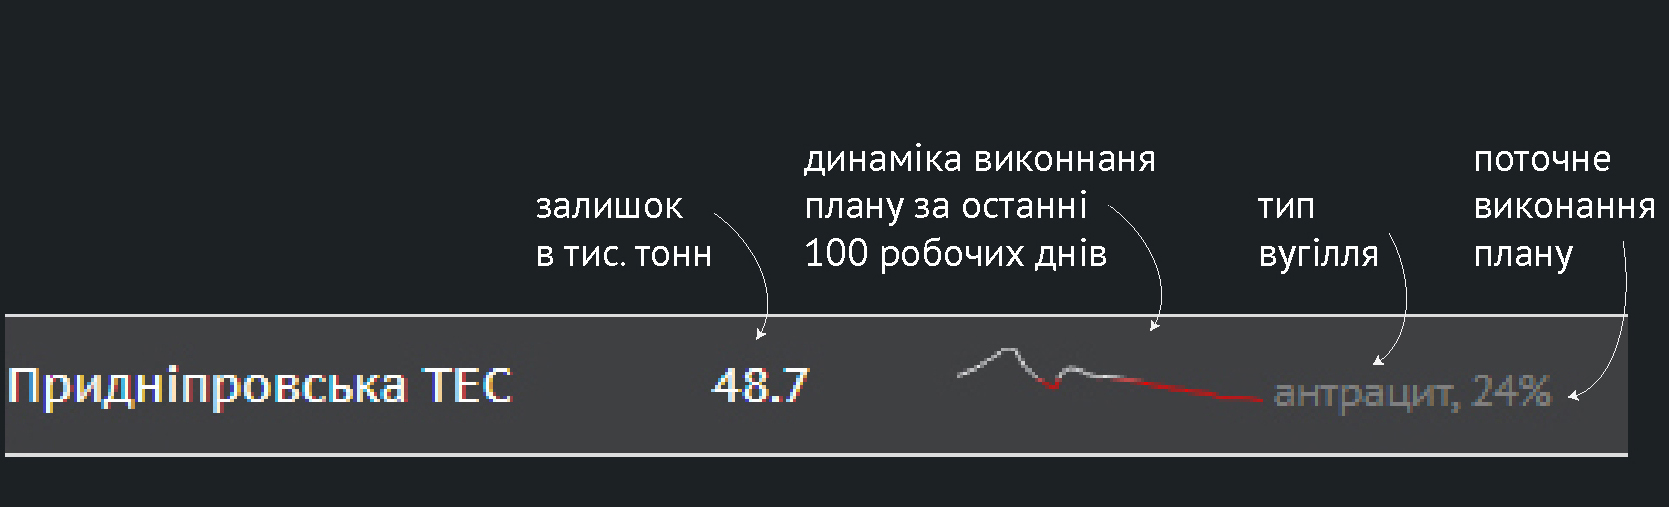 залишок
в тис. тонн
динаміка виконнаня
плану за останні
100 робочих днів
тип
вугілля
поточне
виконання
плану
Придніпровська ТЕС 48.7 антрацит, 24%